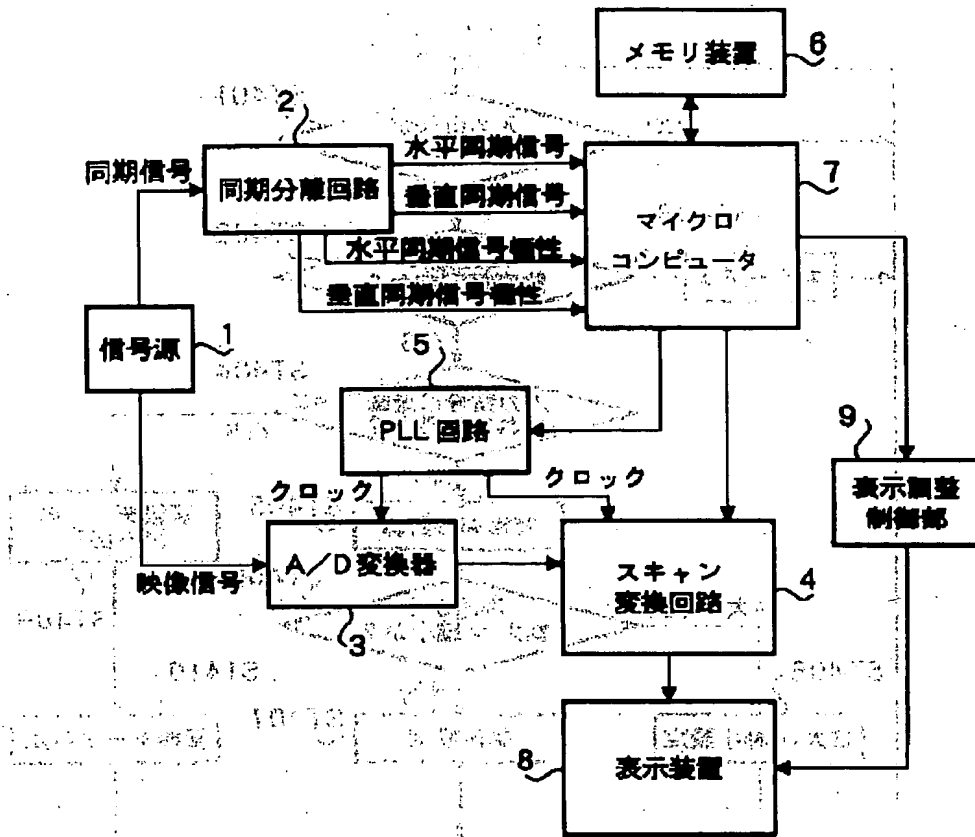 メモリ装置
6
2
水平同期信号
同期信号
同期分離回路
垂直同期信号
7
マイクロ
コンピュータ
水平同期信号極性
垂直同期信号極性
信号源
1
5
PLL 回路
9
クロック
クロック
表示調整
制御部
A/D変換器
映像信号
スキャン
変換回路
4
3
8
表示装置